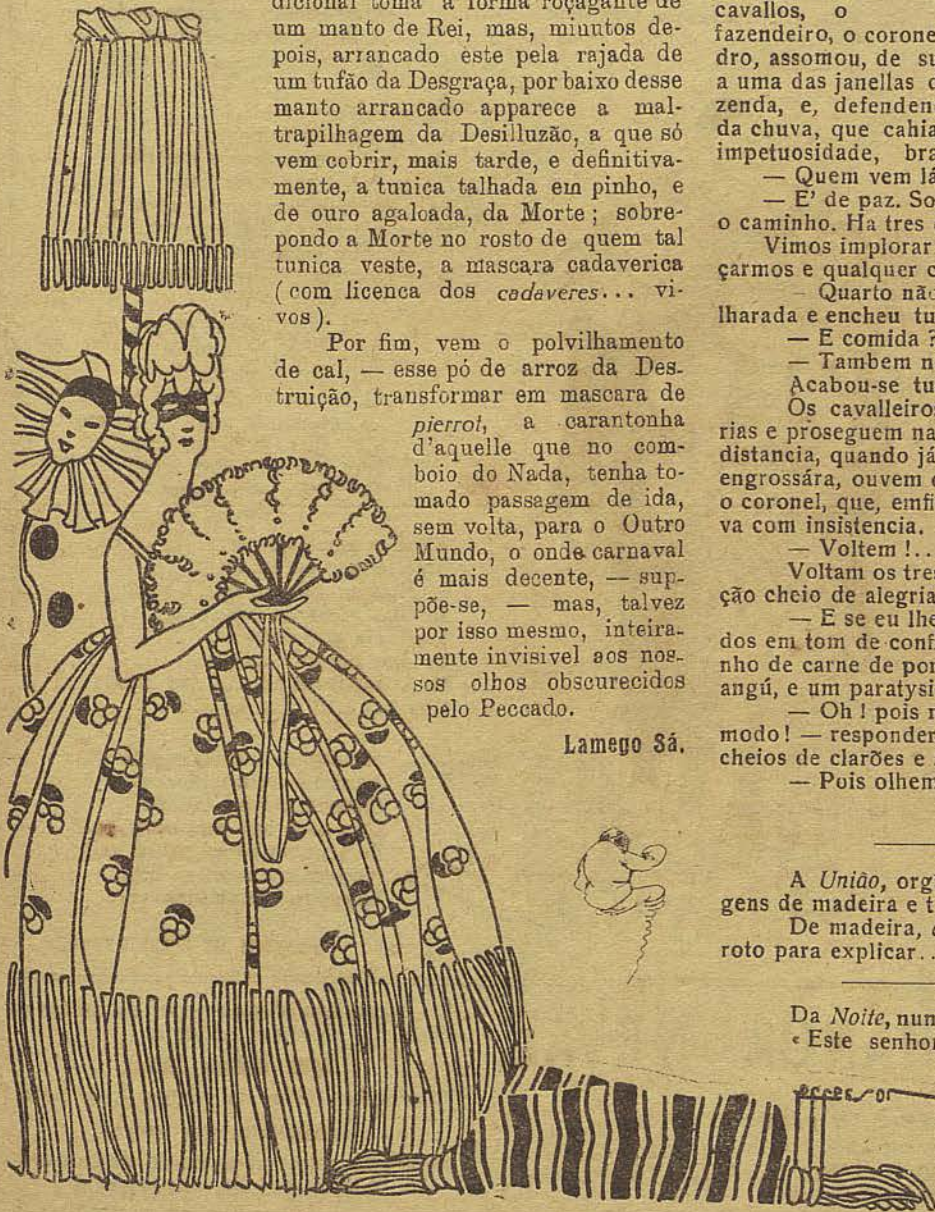 dicional toma a forma roçagante de
um manto de Rei, mas, minutos de-
pois, arrancado este pela rajada de
um tufão da Desgraça, por baixo desse
manto arrancado apparece a mal-
trapilhagem da Desilluzão, a que só
vem cobrir, mais tarde, e definitiva-
mente, a tunica talhada em pinho, e
de ouro agaloada, da Morte; sobre-
pondo a Morte no rosto de quem tal
tunica veste, a mascara cadaverica
(com licenca dos cadaveres... vi-
vos).
Por fim, vem o polvilhamento
de cal, — esse pó de arroz da Des-
truição, transformar em mascara de
pierrot, a carantonha
d'aquelle que no com-
boio do Nada, tenha to-
mado passagem de ida,
sem volta, para o Outro
Mundo, o onde carnaval
é mais decente, — sup-
põe-se, — mas, talvez
por isso mesmo, inteira-
mente invisivel aos nos-
sos olhos obscurecidos
pelo Peccado.
Lamego Sá.
cavallos, o
fazendeiro, o corone
dro, assomou, de su
a uma das janellas d
zenda, e, defenden
da chuva, que cahia
impetuosidade, bra
— Quem vem lá
— E' de paz. So
o caminho. Ha tres
Vimos implorar
çarmos e qualquer c
— Quarto nã
lharada e encheu tu
— E comida ?
— Tambem n
Acabou-se tu
Os cavalleiros
rias e proseguem na
distancia, quando já
engrossára, ouvem
o coronel, que, emfi
va com insistencia.
— Voltem !..
Voltam os tres
ção cheio de alegria
— E se eu lhe
dos em tom de conf
nho de carne de por
angú, e um paratysi
— Oh ! pois n
modo ! — responder
cheios de clarões e
— Pois olhem
A União, org
gens de madeira e t
De madeira,
roto para explicar..
Da Noite, num
« Este senhor